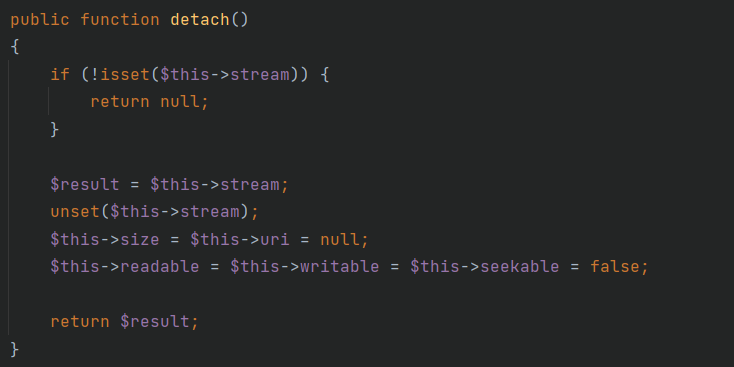 public function detach()
{
    if (!isset($this->stream)) {
        return null;
    }

    $result = $this->stream;
    unset($this->stream);
    $this->size = $this->uri = null;
    $this->readable = $this->writable = $this->seekable = false;

    return $result;
}